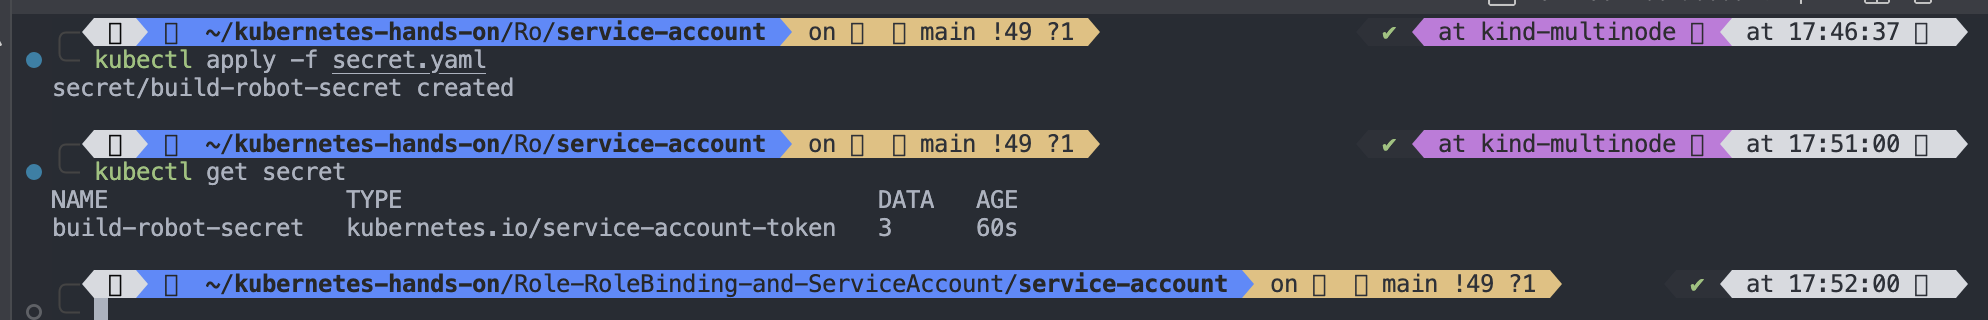 ~/kubernetes-hands-on/Ro/service-account on main !49 ?1 ✔ at kind-multinode at 17:46:37
kubectl apply -f secret.yaml
secret/build-robot-secret created
~/kubernetes-hands-on/Ro/service-account on main !49 ?1 ✔ at kind-multinode at 17:51:00
kubectl get secret
NAME TYPE DATA AGE
build-robot-secret kubernetes.io/service-account-token 3 60s
~/kubernetes-hands-on/Role-RoleBinding-and-ServiceAccount/service-account on main !49 ?1 ✔ at 17:52:00